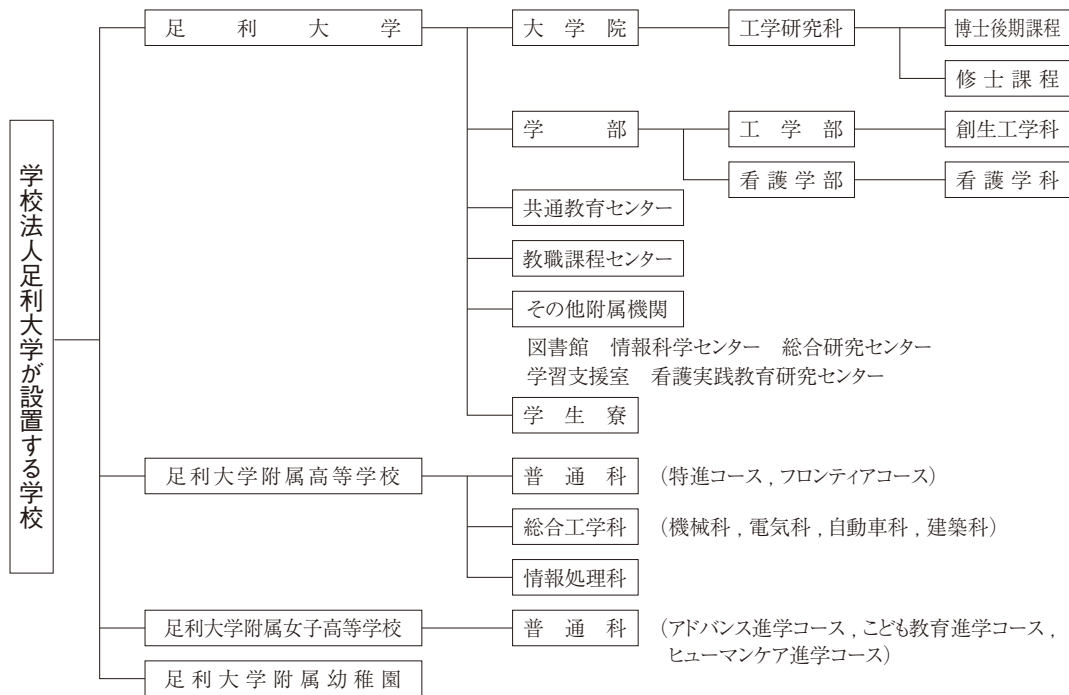 学校法人足利大学が設置する学校
足利大学
大学院
工学研究科
博士後期課程
修士課程
学部
工学部
創生工学科
看護学部
看護学科
共通教育センター
教職課程センター
その他附属機関
図書館　情報科学センター　総合研究センター
学習支援室　看護実践教育研究センター
学生寮
足利大学附属高等学校
普通科
（特進コース , フロンティアコース）
総合工学科
（機械科 , 電気科 , 自動車科 , 建築科）
情報処理科
足利大学附属女子高等学校
普通科
（アドバンス進学コース , こども教育進学コース ,
ヒューマンケア進学コース）
足利大学附属幼稚園